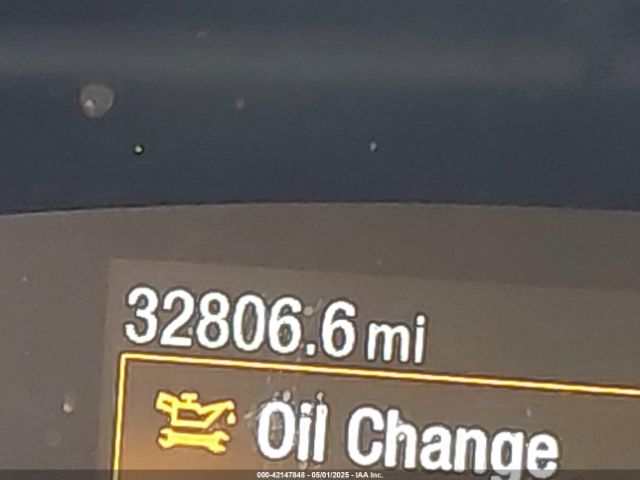 32806.6 mi
Oil Change
000-42147848 - 05/01/2025 - IAA Inc.